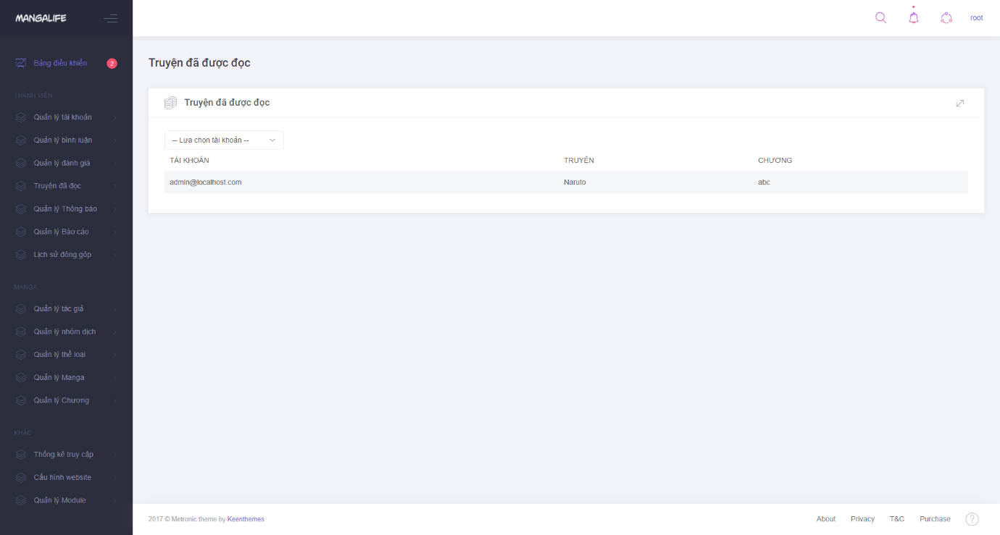 MANGALIFE
root
Bảng điều khiển
2
THÀNH VIÊN
Quản lý tài khoản
Quản lý bình luận
Quản lý đánh giá
Truyện đã đọc
Quản lý Thông báo
Quản lý Báo cáo
Lịch sử đóng góp
MANGA
Quản lý tác giả
Quản lý nhóm dịch
Quản lý thể loại
Quản lý Manga
Quản lý Chương
KHÁC
Thống kê truy cập
Cấu hình website
Quản lý Module
Truyện đã được đọc
Truyện đã được đọc
-- Lựa chọn tài khoản --
TÀI KHOẢN TRUYỆN CHƯƠNG
admin@localhost.com Naruto abc
2017 © Metronic theme by Keenthemes
About Privacy T&C Purchase